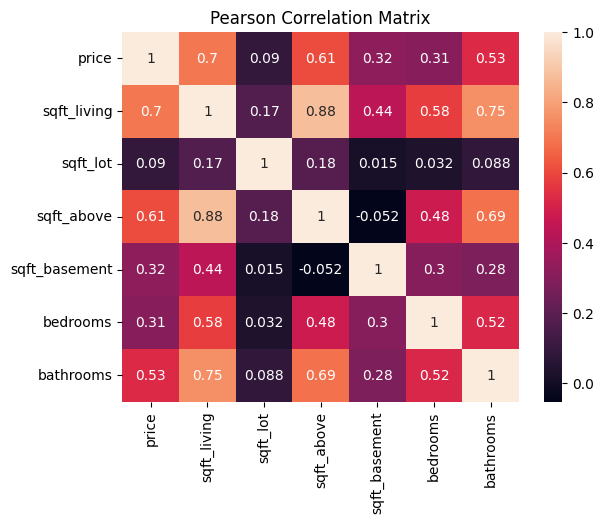 Pearson Correlation Matrix
price 1 0.7 0.09 0.61 0.32 0.31 0.53
sqft_living 0.7 1 0.17 0.88 0.44 0.58 0.75
sqft_lot 0.09 0.17 1 0.18 0.015 0.032 0.088
sqft_above 0.61 0.88 0.18 1 -0.052 0.48 0.69
sqft_basement 0.32 0.44 0.015 -0.052 1 0.3 0.28
bedrooms 0.31 0.58 0.032 0.48 0.3 1 0.52
bathrooms 0.53 0.75 0.088 0.69 0.28 0.52 1
price sqft_living sqft_lot sqft_above sqft_basement bedrooms bathrooms
1.0
0.8
0.6
0.4
0.2
0.0